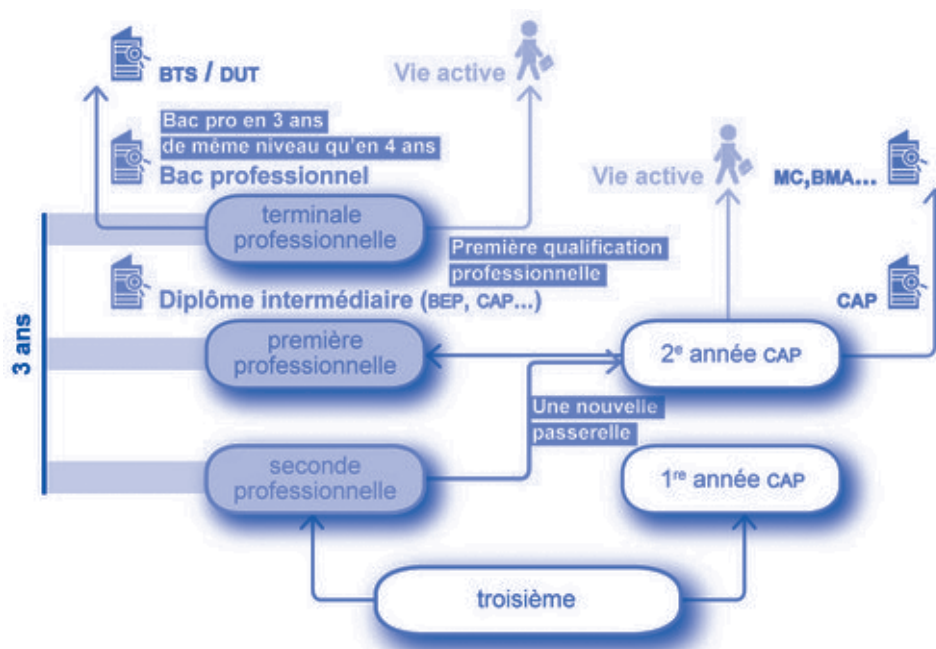 BTS / DUT
Vie active
Bac pro en 3 ans
de même niveau qu'en 4 ans
Bac professionnel
Vie active
MC,BMA...
terminale
professionnelle
Première qualification
professionnelle
Diplôme intermédiaire (BEP, CAP...)
CAP
3 ans
première
professionnelle
2e année CAP
Une nouvelle
passerelle
seconde
professionnelle
1re année CAP
troisième